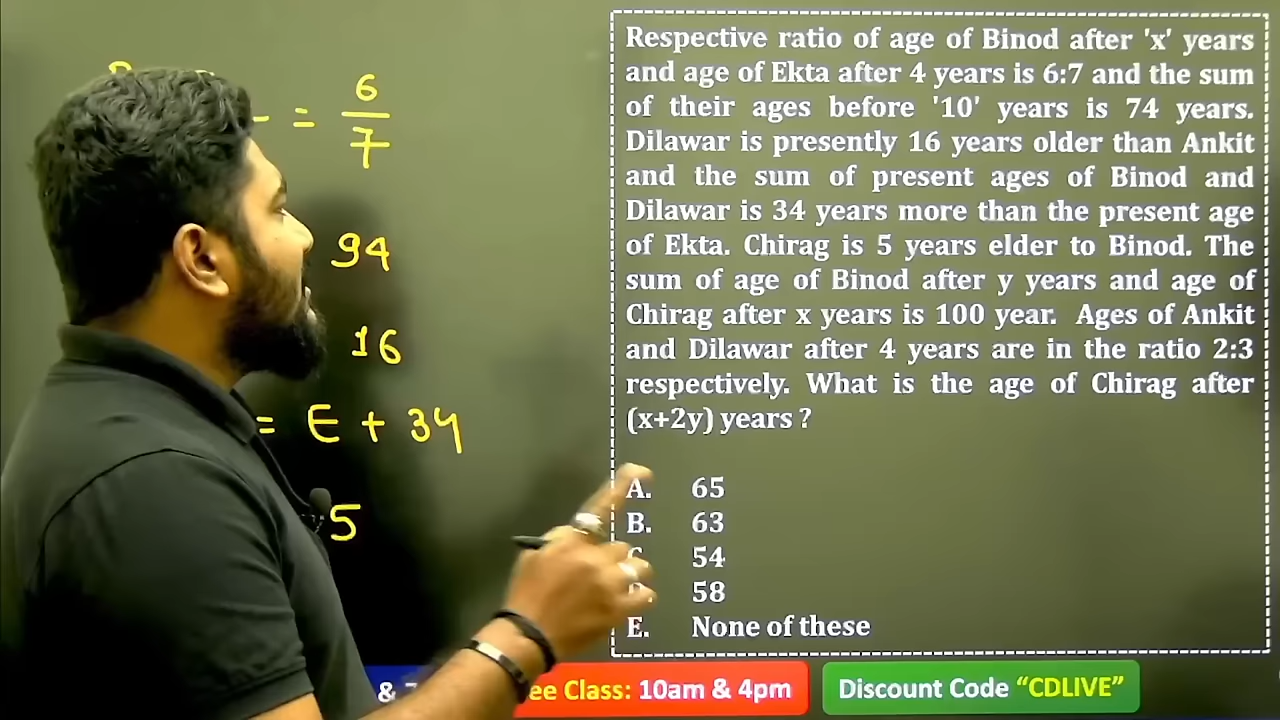 = 6/7
94
16
= E + 34
5
Respective ratio of age of Binod after 'x' years
and age of Ekta after 4 years is 6:7 and the sum
of their ages before '10' years is 74 years.
Dilawar is presently 16 years older than Ankit
and the sum of present ages of Binod and
Dilawar is 34 years more than the present age
of Ekta. Chirag is 5 years elder to Binod. The
sum of age of Binod after y years and age of
Chirag after x years is 100 year. Ages of Ankit
and Dilawar after 4 years are in the ratio 2:3
respectively. What is the age of Chirag after
(x+2y) years ?
A. 65
B. 63
54
58
E. None of these
& ee Class: 10am & 4pm
Discount Code “CDLIVE”